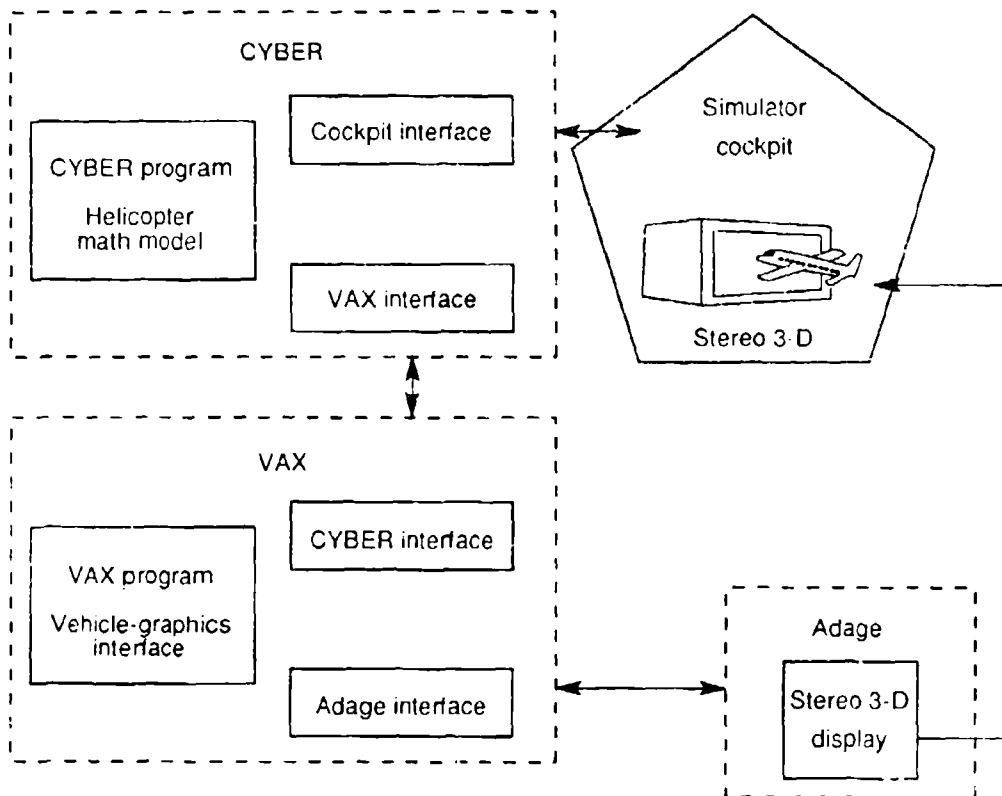 CYBER
CYBER program
Helicopter
math model
Cockpit interface
VAX interface
Simulator
cockpit
Stereo 3-D
VAX
VAX program
Vehicle-graphics
interface
CYBER interface
Adage interface
Adage
Stereo 3-D
display